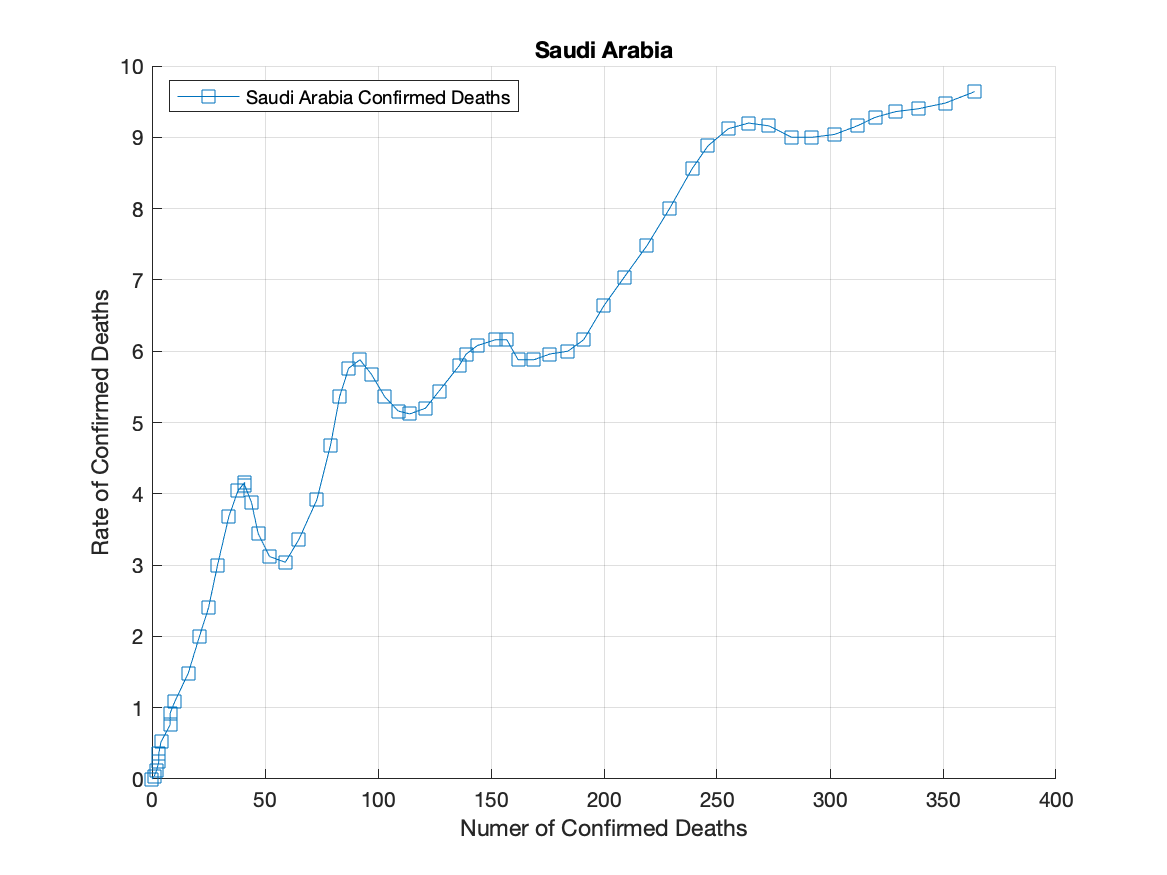 Saudi Arabia
Saudi Arabia Confirmed Deaths
Rate of Confirmed Deaths
10
9
8
7
6
5
4
3
2
1
0
0 50 100 150 200 250 300 350 400
Numer of Confirmed Deaths